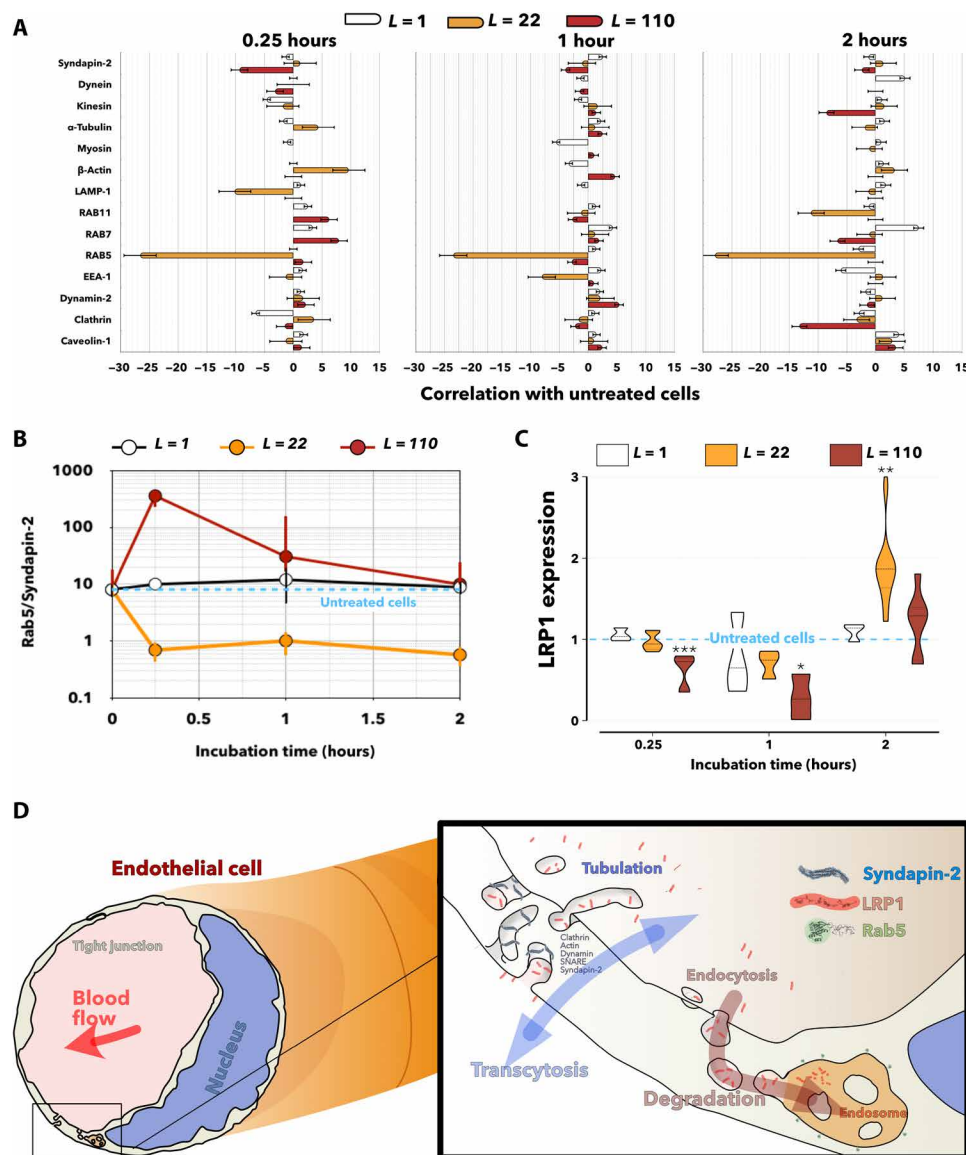 A
L = 1 L = 22 L = 110
0.25 hours 1 hour 2 hours
Syndapin-2
Dynein
Kinesin
α-Tubulin
Myosin
β-Actin
LAMP-1
RAB11
RAB7
RAB5
EEA-1
Dynamin-2
Clathrin
Caveolin-1
−30 −25 −20 −15 −10 −5 0 5 10 15 −30 −25 −20 −15 −10 −5 0 5 10 15 −30 −25 −20 −15 −10 −5 0 5 10 15
Correlation with untreated cells
B
L = 1 L = 22 L = 110
Rab5/Syndapin-2
1000
100
10
1
0.1
Untreated cells
0 0.5 1 1.5 2
Incubation time (hours)
C
L = 1 L = 22 L = 110
LRP1 expression
3
2
1
0
**
Untreated cells
***
*
0.25 1 2
Incubation time (hours)
D
Endothelial cell
Tight junction
Blood
flow
Nucleus
Tubulation
Clathrin
Actin
Dynamin
SNARE
Syndapin-2
Syndapin-2
LRP1
Rab5
Endocytosis
Transcytosis
Degradation
Endosome